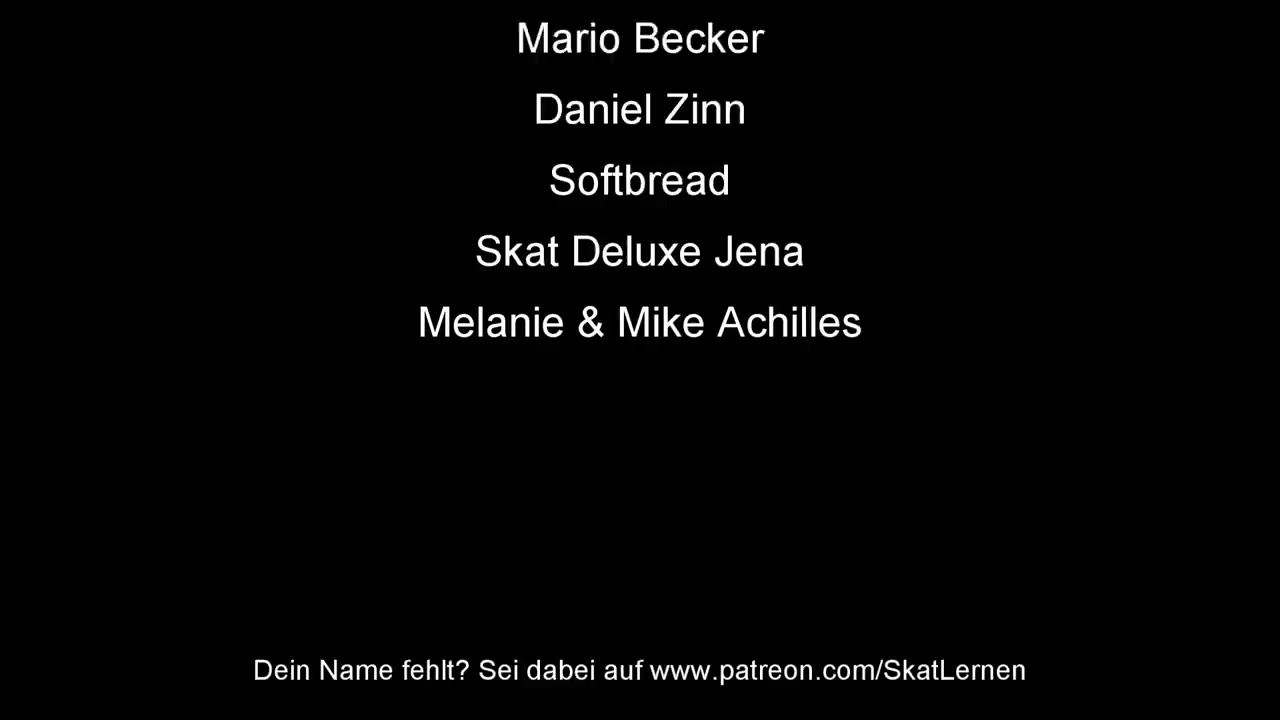 Mario Becker
Daniel Zinn
Softbread
Skat Deluxe Jena
Melanie & Mike Achilles
Dein Name fehlt? Sei dabei auf www.patreon.com/SkatLernen